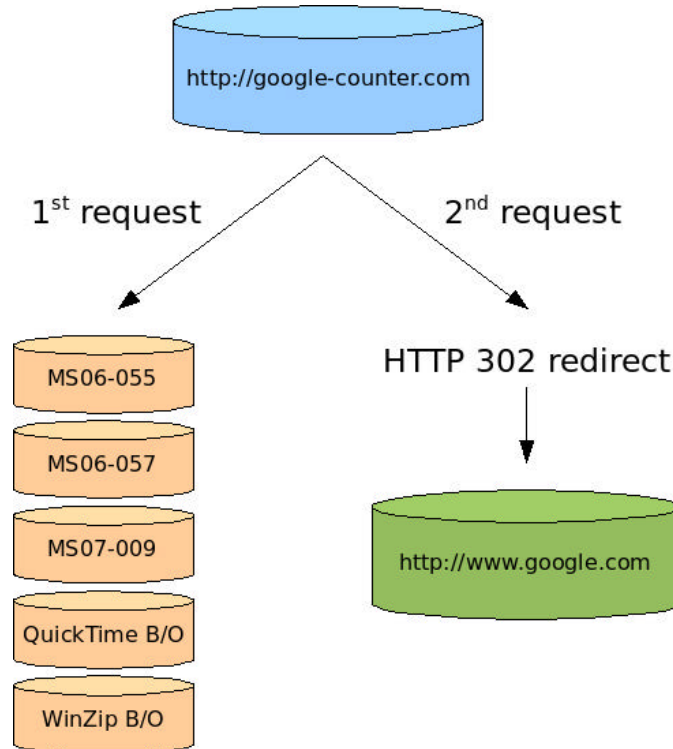 http://google-counter.com
1st request
2nd request
MS06-055
MS06-057
MS07-009
QuickTime B/O
WinZip B/O
HTTP 302 redirect
http://www.google.com